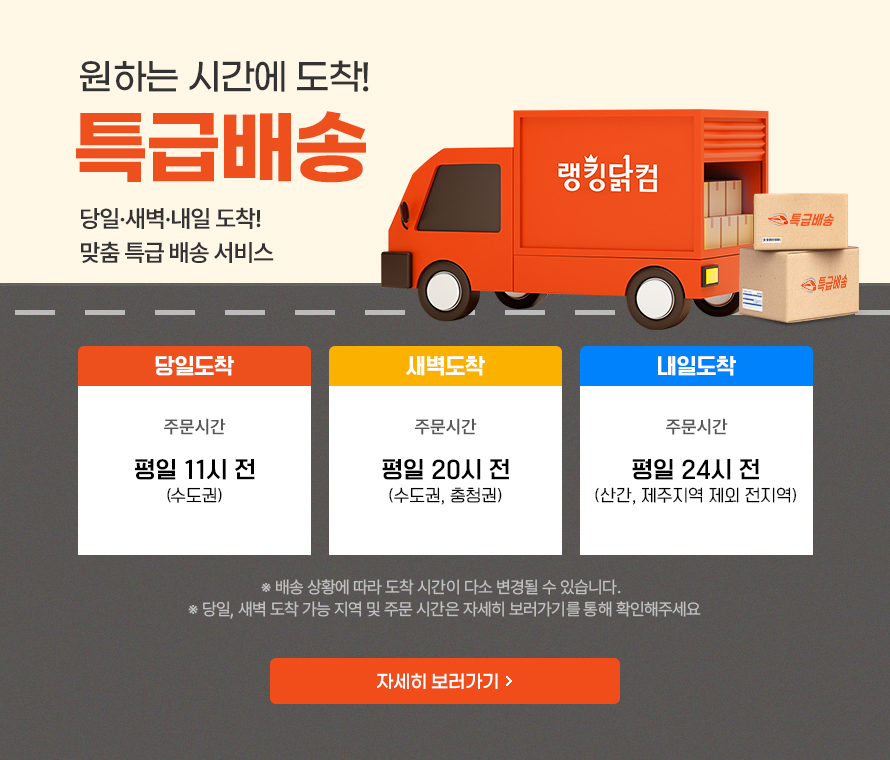 원하는 시간에 도착!
특급배송
당일·새벽·내일 도착!
맞춤 특급 배송 서비스
랭킹닭컴
특급배송
특급배송
당일도착
주문시간
평일 11시 전
(수도권)
새벽도착
주문시간
평일 20시 전
(수도권, 충청권)
내일도착
주문시간
평일 24시 전
(산간, 제주지역 제외 전지역)
※ 배송 상황에 따라 도착 시간이 다소 변경될 수 있습니다.
※ 당일, 새벽 도착 가능 지역 및 주문 시간은 자세히 보러가기를 통해 확인해주세요
자세히 보러가기 >